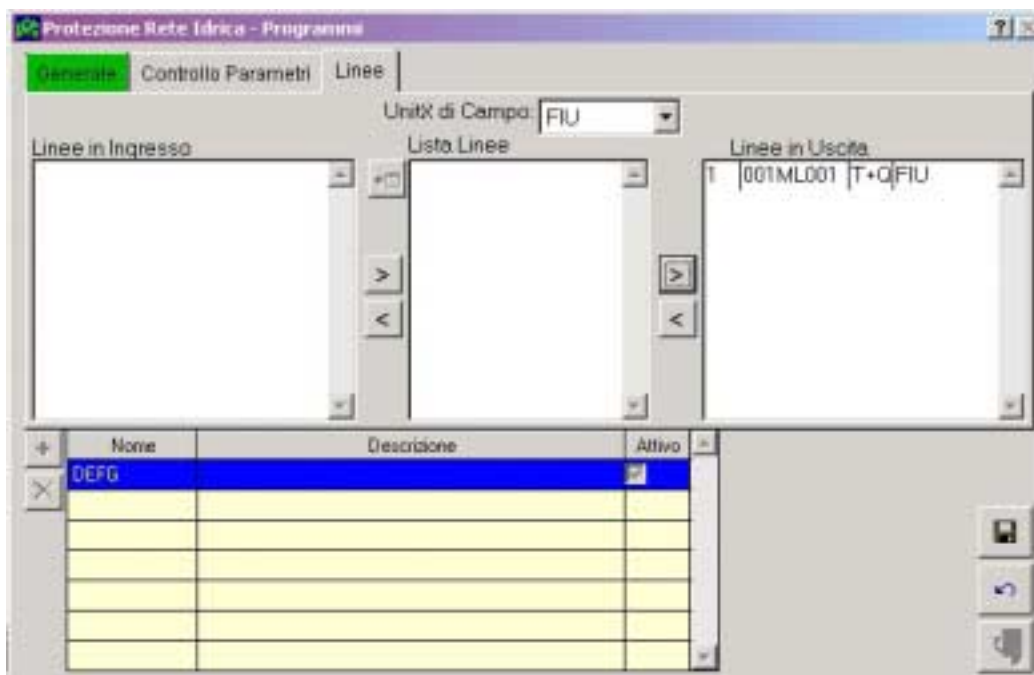 Protezione Rete Idrica - Programmi
Generale Controllo Parametri Linee
UnitX di Campo: FIU
Linee in Ingresso Lista Linee Linee in Uscita
1 001ML001 T+Q FIU
> >
< <
Nome Descrizione Attivo
DEFG